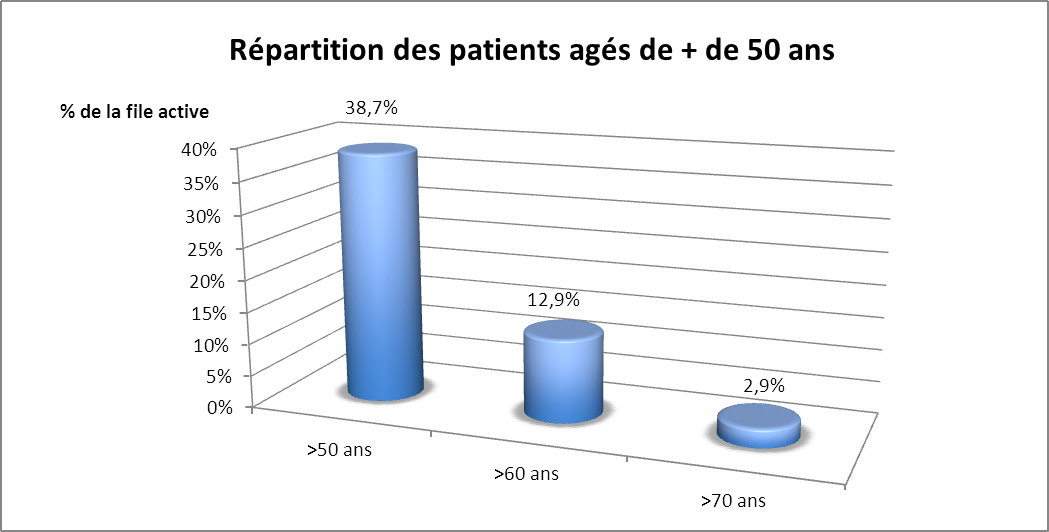 Répartition des patients agés de + de 50 ans
% de la file active
38,7%
40%
35%
30%
25%
20%
15%
10%
5%
0%
12,9%
2,9%
>50 ans
>60 ans
>70 ans